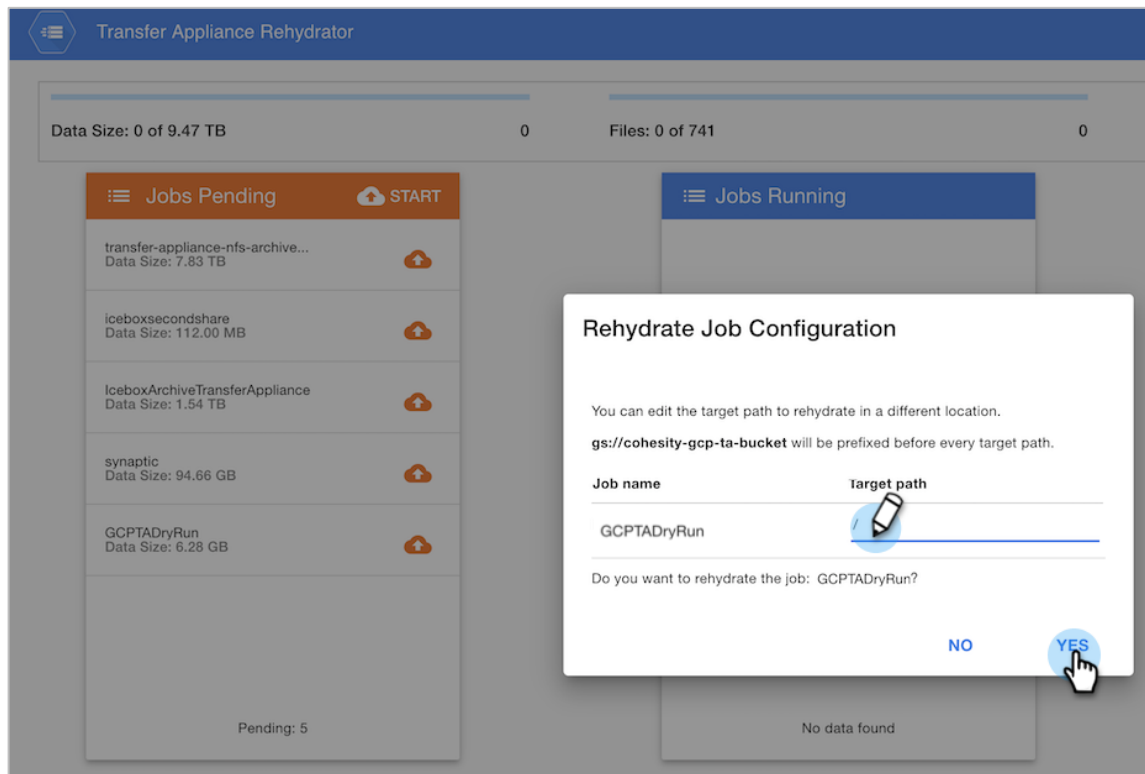 Transfer Appliance Rehydrator
Data Size: 0 of 9.47 TB 0
Files: 0 of 741 0
Jobs Pending START
transfer-appliance-nfs-archive...
Data Size: 7.83 TB
iceboxsecondshare
Data Size: 112.00 MB
IceboxArchiveTransferAppliance
Data Size: 1.54 TB
synaptic
Data Size: 94.66 GB
GCPTADryRun
Data Size: 6.28 GB
Pending: 5
Jobs Running
No data found
Rehydrate Job Configuration
You can edit the target path to rehydrate in a different location.
gs://cohesity-gcp-ta-bucket will be prefixed before every target path.
Job name Target path
GCPTADryRun /
Do you want to rehydrate the job: GCPTADryRun?
NO YES